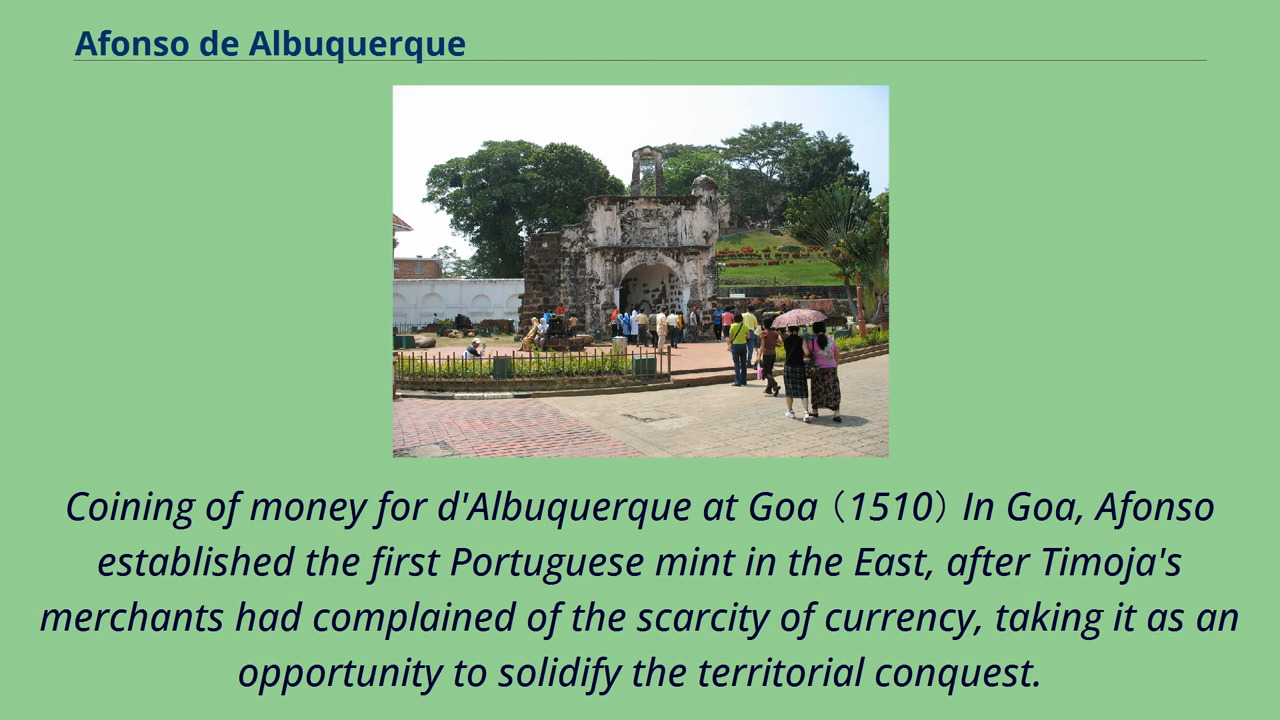 Afonso de Albuquerque
Coining of money for d'Albuquerque at Goa（1510）In Goa, Afonso
established the first Portuguese mint in the East, after Timoja's
merchants had complained of the scarcity of currency, taking it as an
opportunity to solidify the territorial conquest.